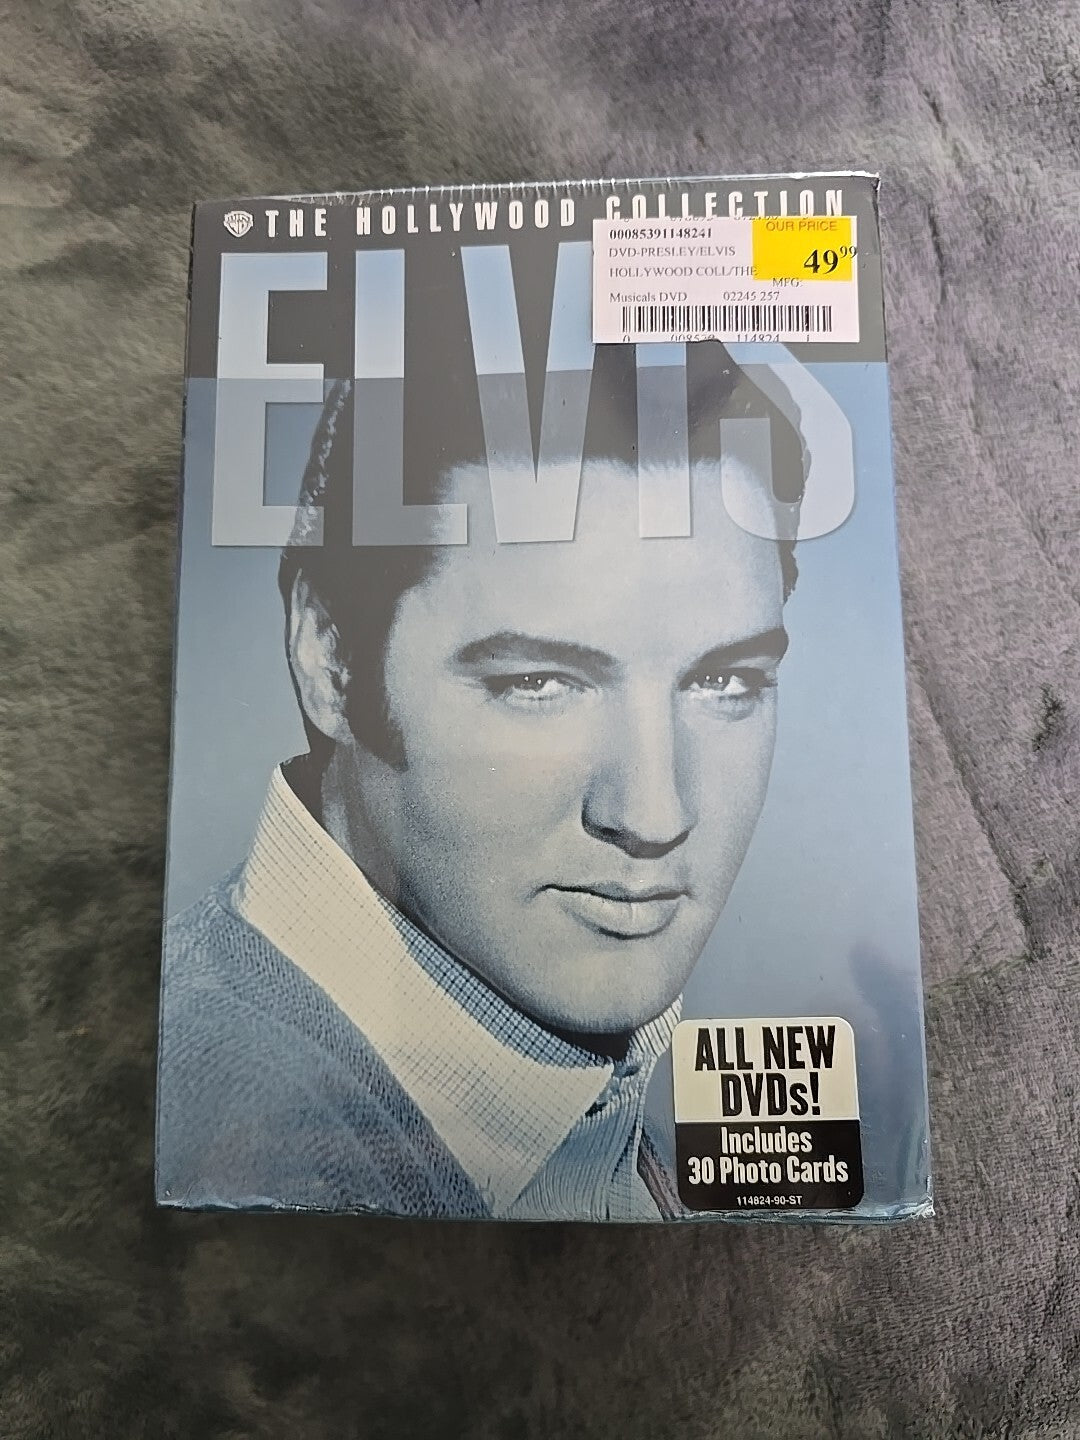 THE HOLLYWOOD COLLECTION
ELVIS
00085391148241
DVD-PRESLEY/ELVIS
HOLLYWOOD COLL/THE
MFG:
Musicals DVD 02245 257
OUR PRICE
49 99
114824
ALL NEW
DVDs!
Includes
30 Photo Cards
114824-90-ST